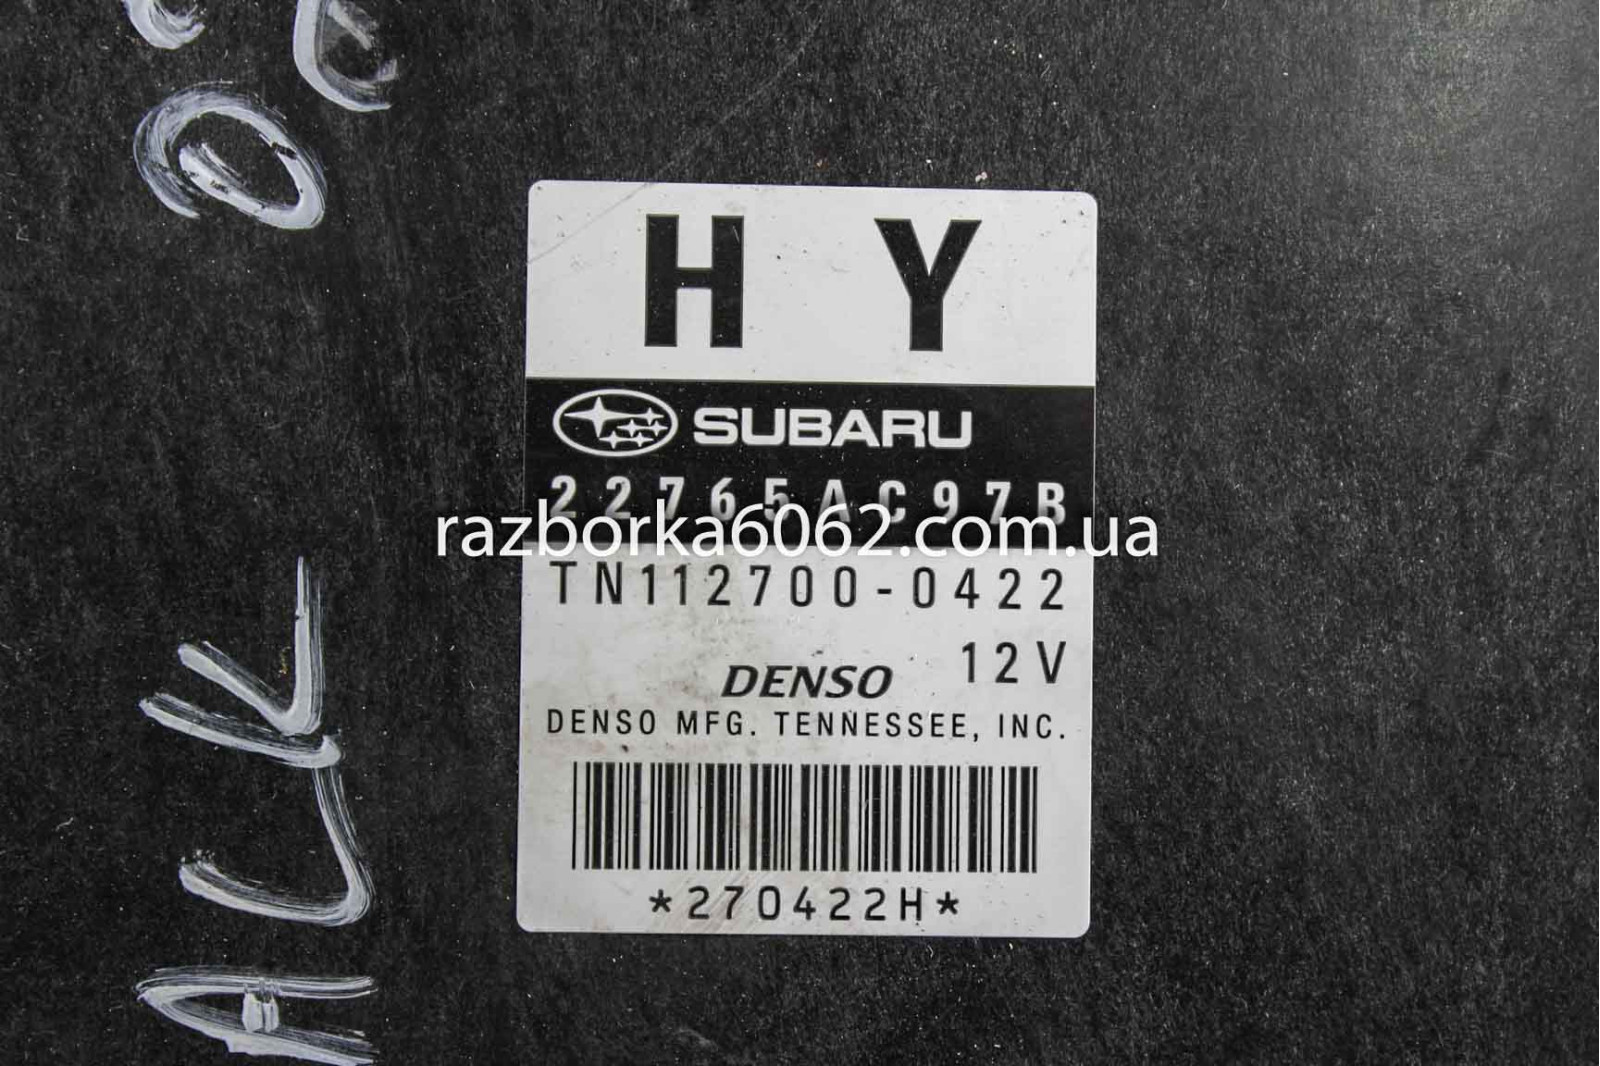 H Y
SUBARU
22765AC97B
razborka6062.com.ua
TN112700-0422
12V
DENSO
DENSO MFG. TENNESSEE, INC.
*270422H*